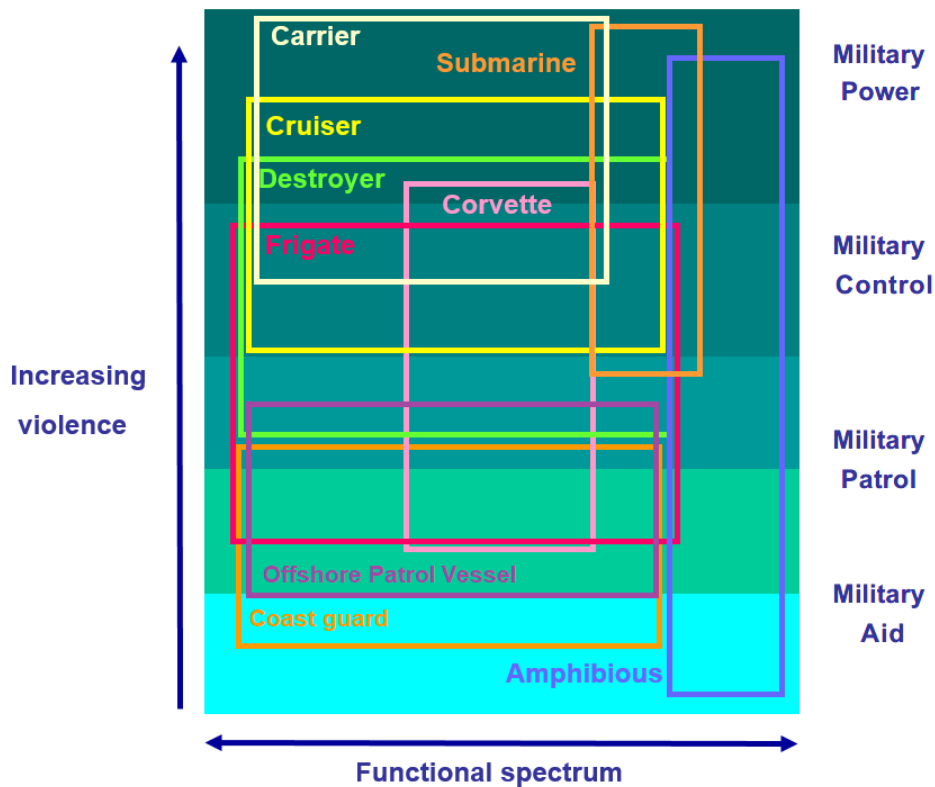 Carrier
Submarine
Military
Power
Cruiser
Destroyer
Corvette
Frigate
Military
Control
Increasing
violence
Military
Patrol
Offshore Patrol Vessel
Coast guard
Military
Aid
Amphibious
Functional spectrum